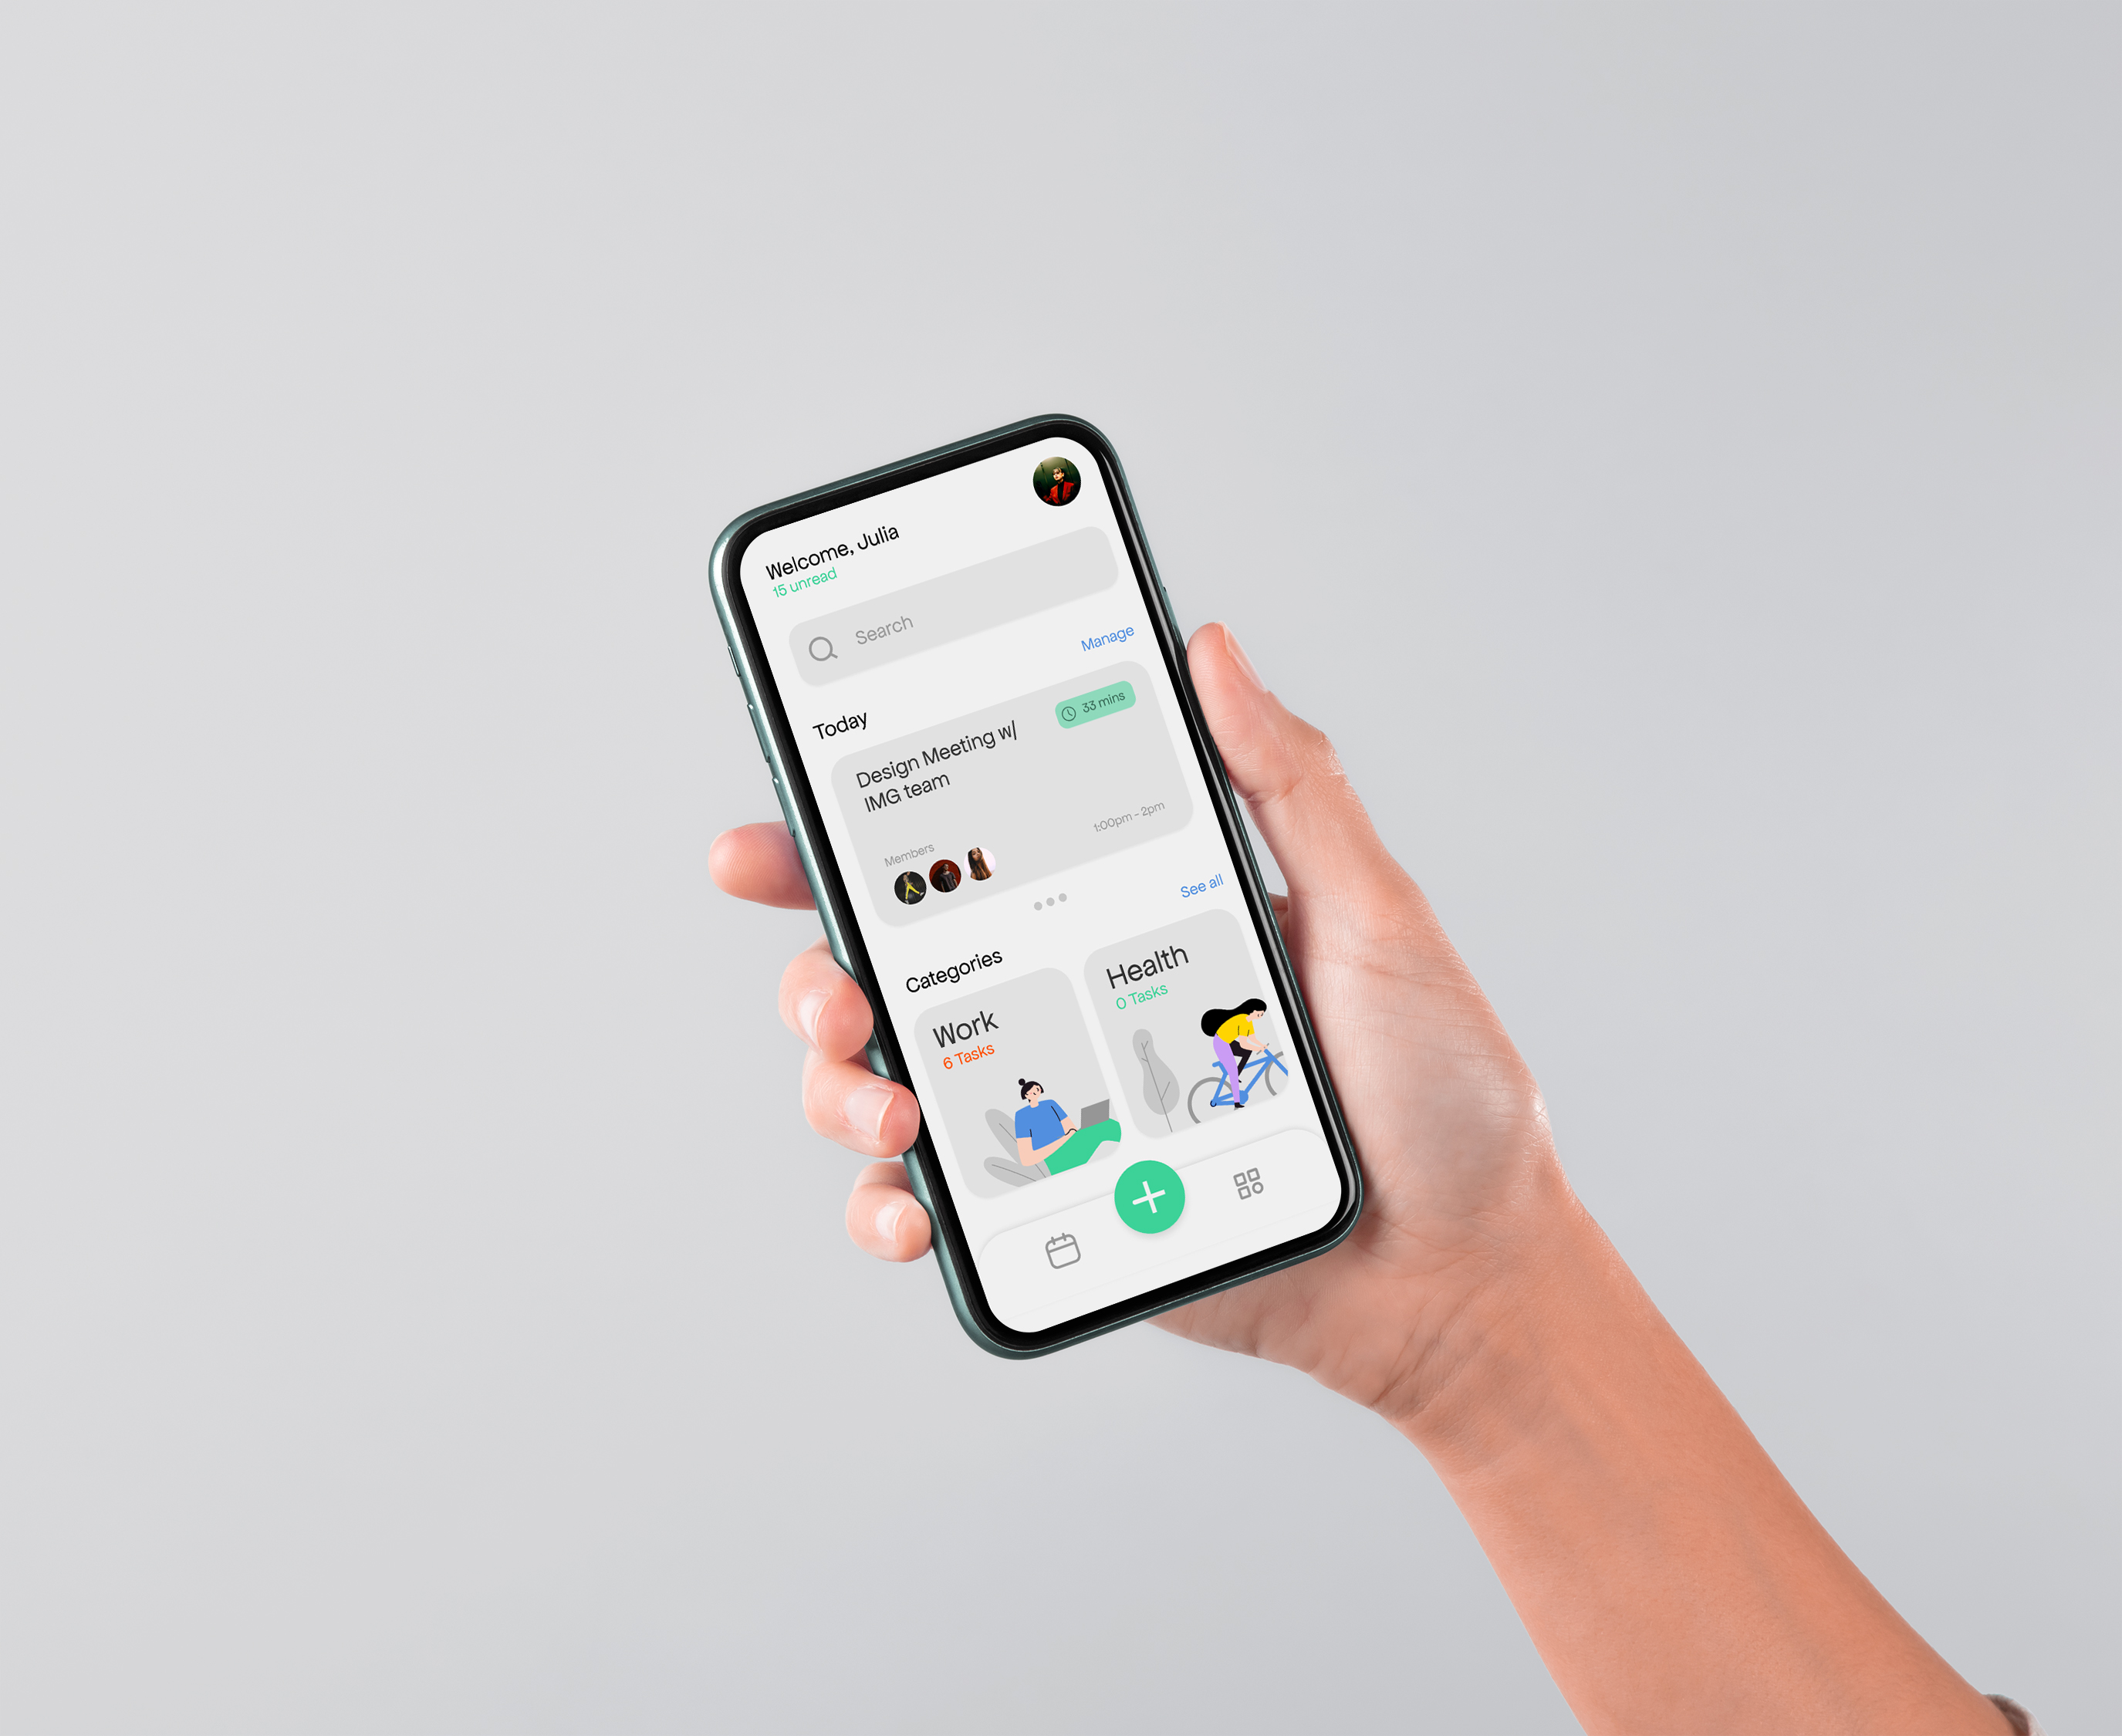 Welcome, Julia
15 unread
Search
Manage
Today
33 mins
Design Meeting w/
IMG team
1:00pm - 2pm
Members
See all
Categories
Work
6 Tasks
Health
0 Tasks